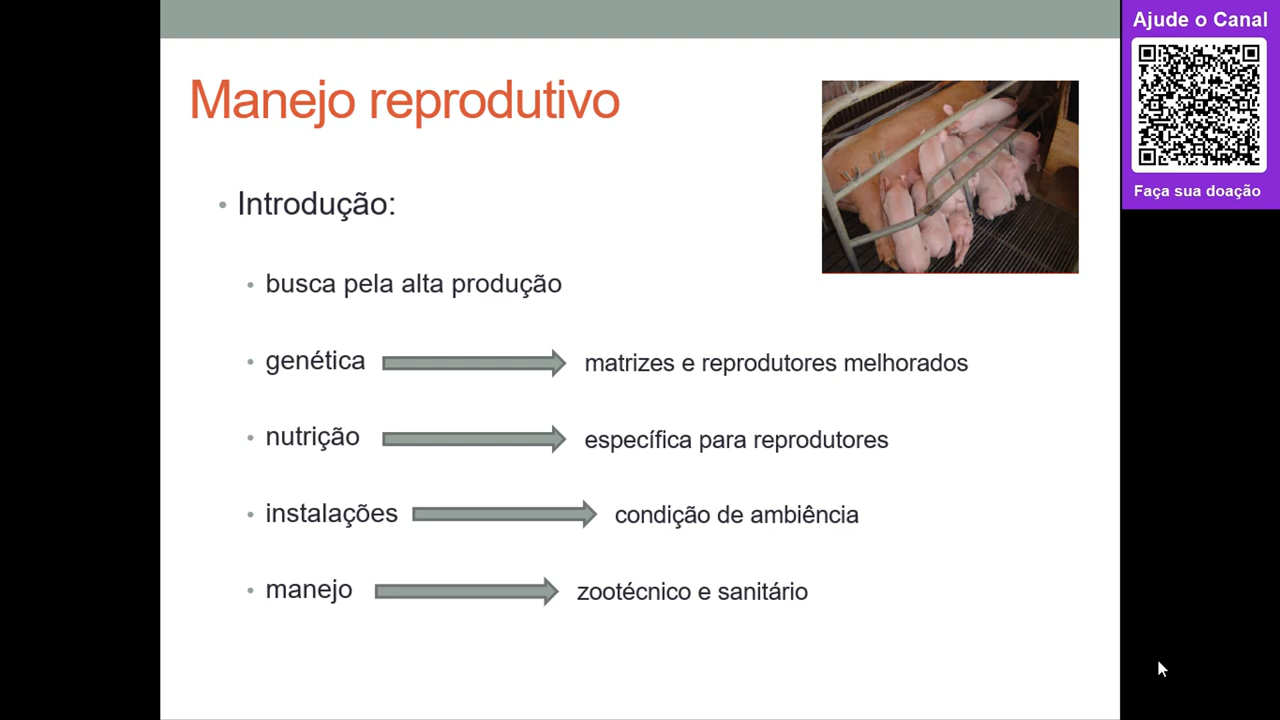 Manejo reprodutivo
Introdução:
busca pela alta produção
genética
matrizes e reprodutores melhorados
nutrição
específica para reprodutores
instalações
condição de ambiência
manejo
zootécnico e sanitário
Ajude o Canal
Faça sua doação